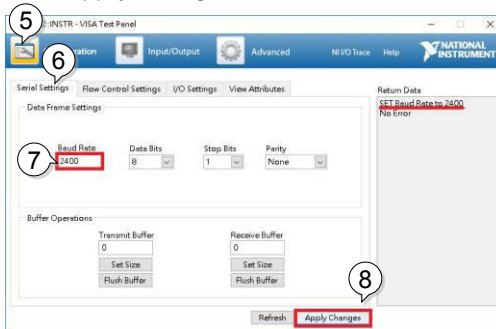 5
::INSTR - VISA Test Panel
Input/Output
Advanced
NI I/O Trace
Help
NATIONAL
INSTRUMENT
6
Serial Settings
Flow Control Settings
I/O Settings
View Attributes
Return Data
SET Baud Rate to 2400
No Error
Data Frame Settings
Baud Rate
Data Bits
Stop Bits
Parity
7
2400
8
1
None
Buffer Operations
Transmit Buffer
Receive Buffer
0
0
Set Size
Set Size
Flush Buffer
Flush Buffer
8
Refresh
Apply Changes